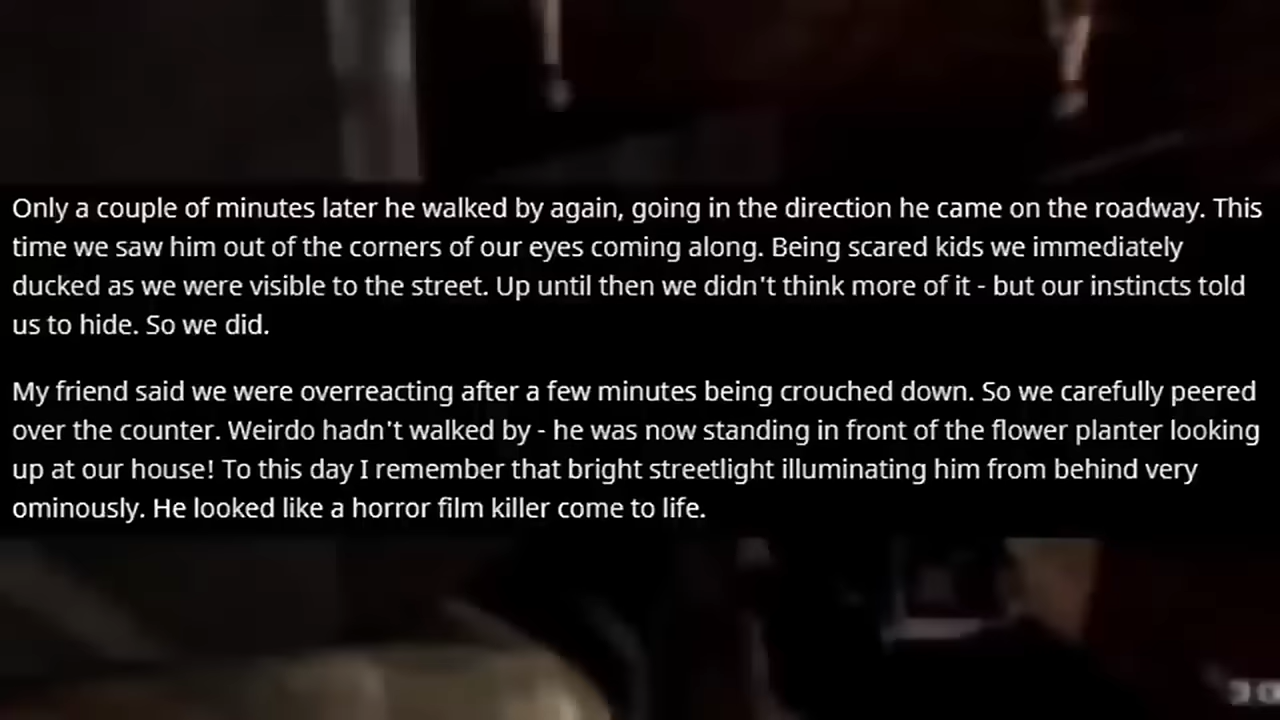 Only a couple of minutes later he walked by again, going in the direction he came on the roadway. This
time we saw him out of the corners of our eyes coming along. Being scared kids we immediately
ducked as we were visible to the street. Up until then we didn't think more of it - but our instincts told
us to hide. So we did.
My friend said we were overreacting after a few minutes being crouched down. So we carefully peered
over the counter. Weirdo hadn't walked by - he was now standing in front of the flower planter looking
up at our house! To this day I remember that bright streetlight illuminating him from behind very
ominously. He looked like a horror film killer come to life.